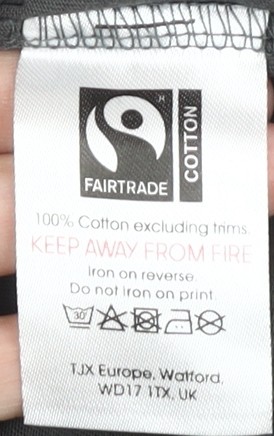 FAIRTRADE
COTTON
100% Cotton excluding trims.
KEEP AWAY FROM FIRE
Iron on reverse.
Do not iron on print
30°
TJX Europe, Watford,
WD17 1TX, UK